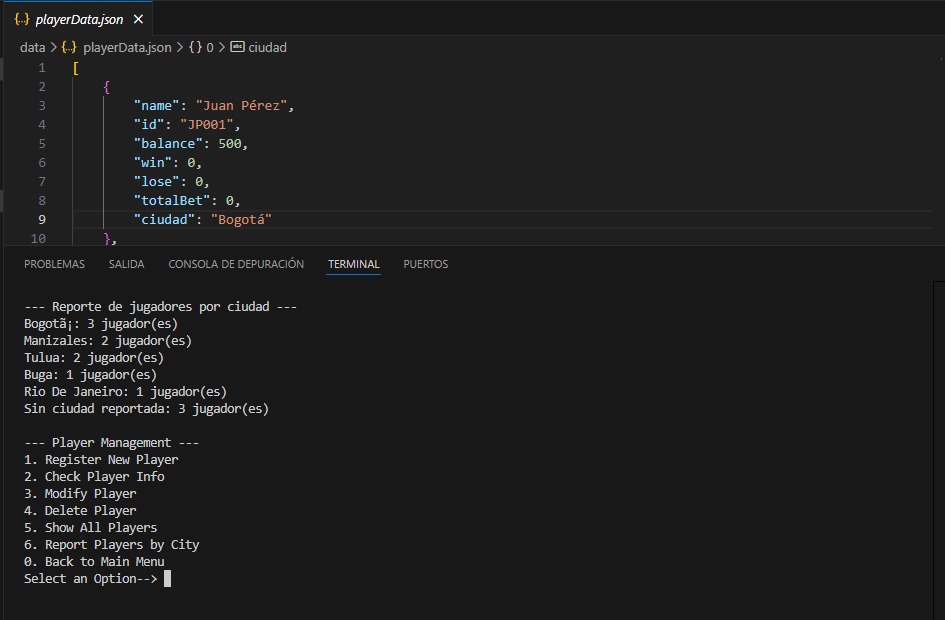 {..} playerData.json ×
data > {..} playerData.json > { } 0 > abc ciudad
1 [
2 {
3 "name": "Juan Pérez",
4 "id": "JP001",
5 "balance": 500,
6 "win": 0,
7 "lose": 0,
8 "totalBet": 0,
9 "ciudad": "Bogotá"
10 },
PROBLEMAS SALIDA CONSOLA DE DEPURACIÓN TERMINAL PUERTOS
--- Reporte de jugadores por ciudad ---
Bogotã¡: 3 jugador(es)
Manizales: 2 jugador(es)
Tulua: 2 jugador(es)
Buga: 1 jugador(es)
Rio De Janeiro: 1 jugador(es)
Sin ciudad reportada: 3 jugador(es)
--- Player Management ---
1. Register New Player
2. Check Player Info
3. Modify Player
4. Delete Player
5. Show All Players
6. Report Players by City
0. Back to Main Menu
Select an Option-->